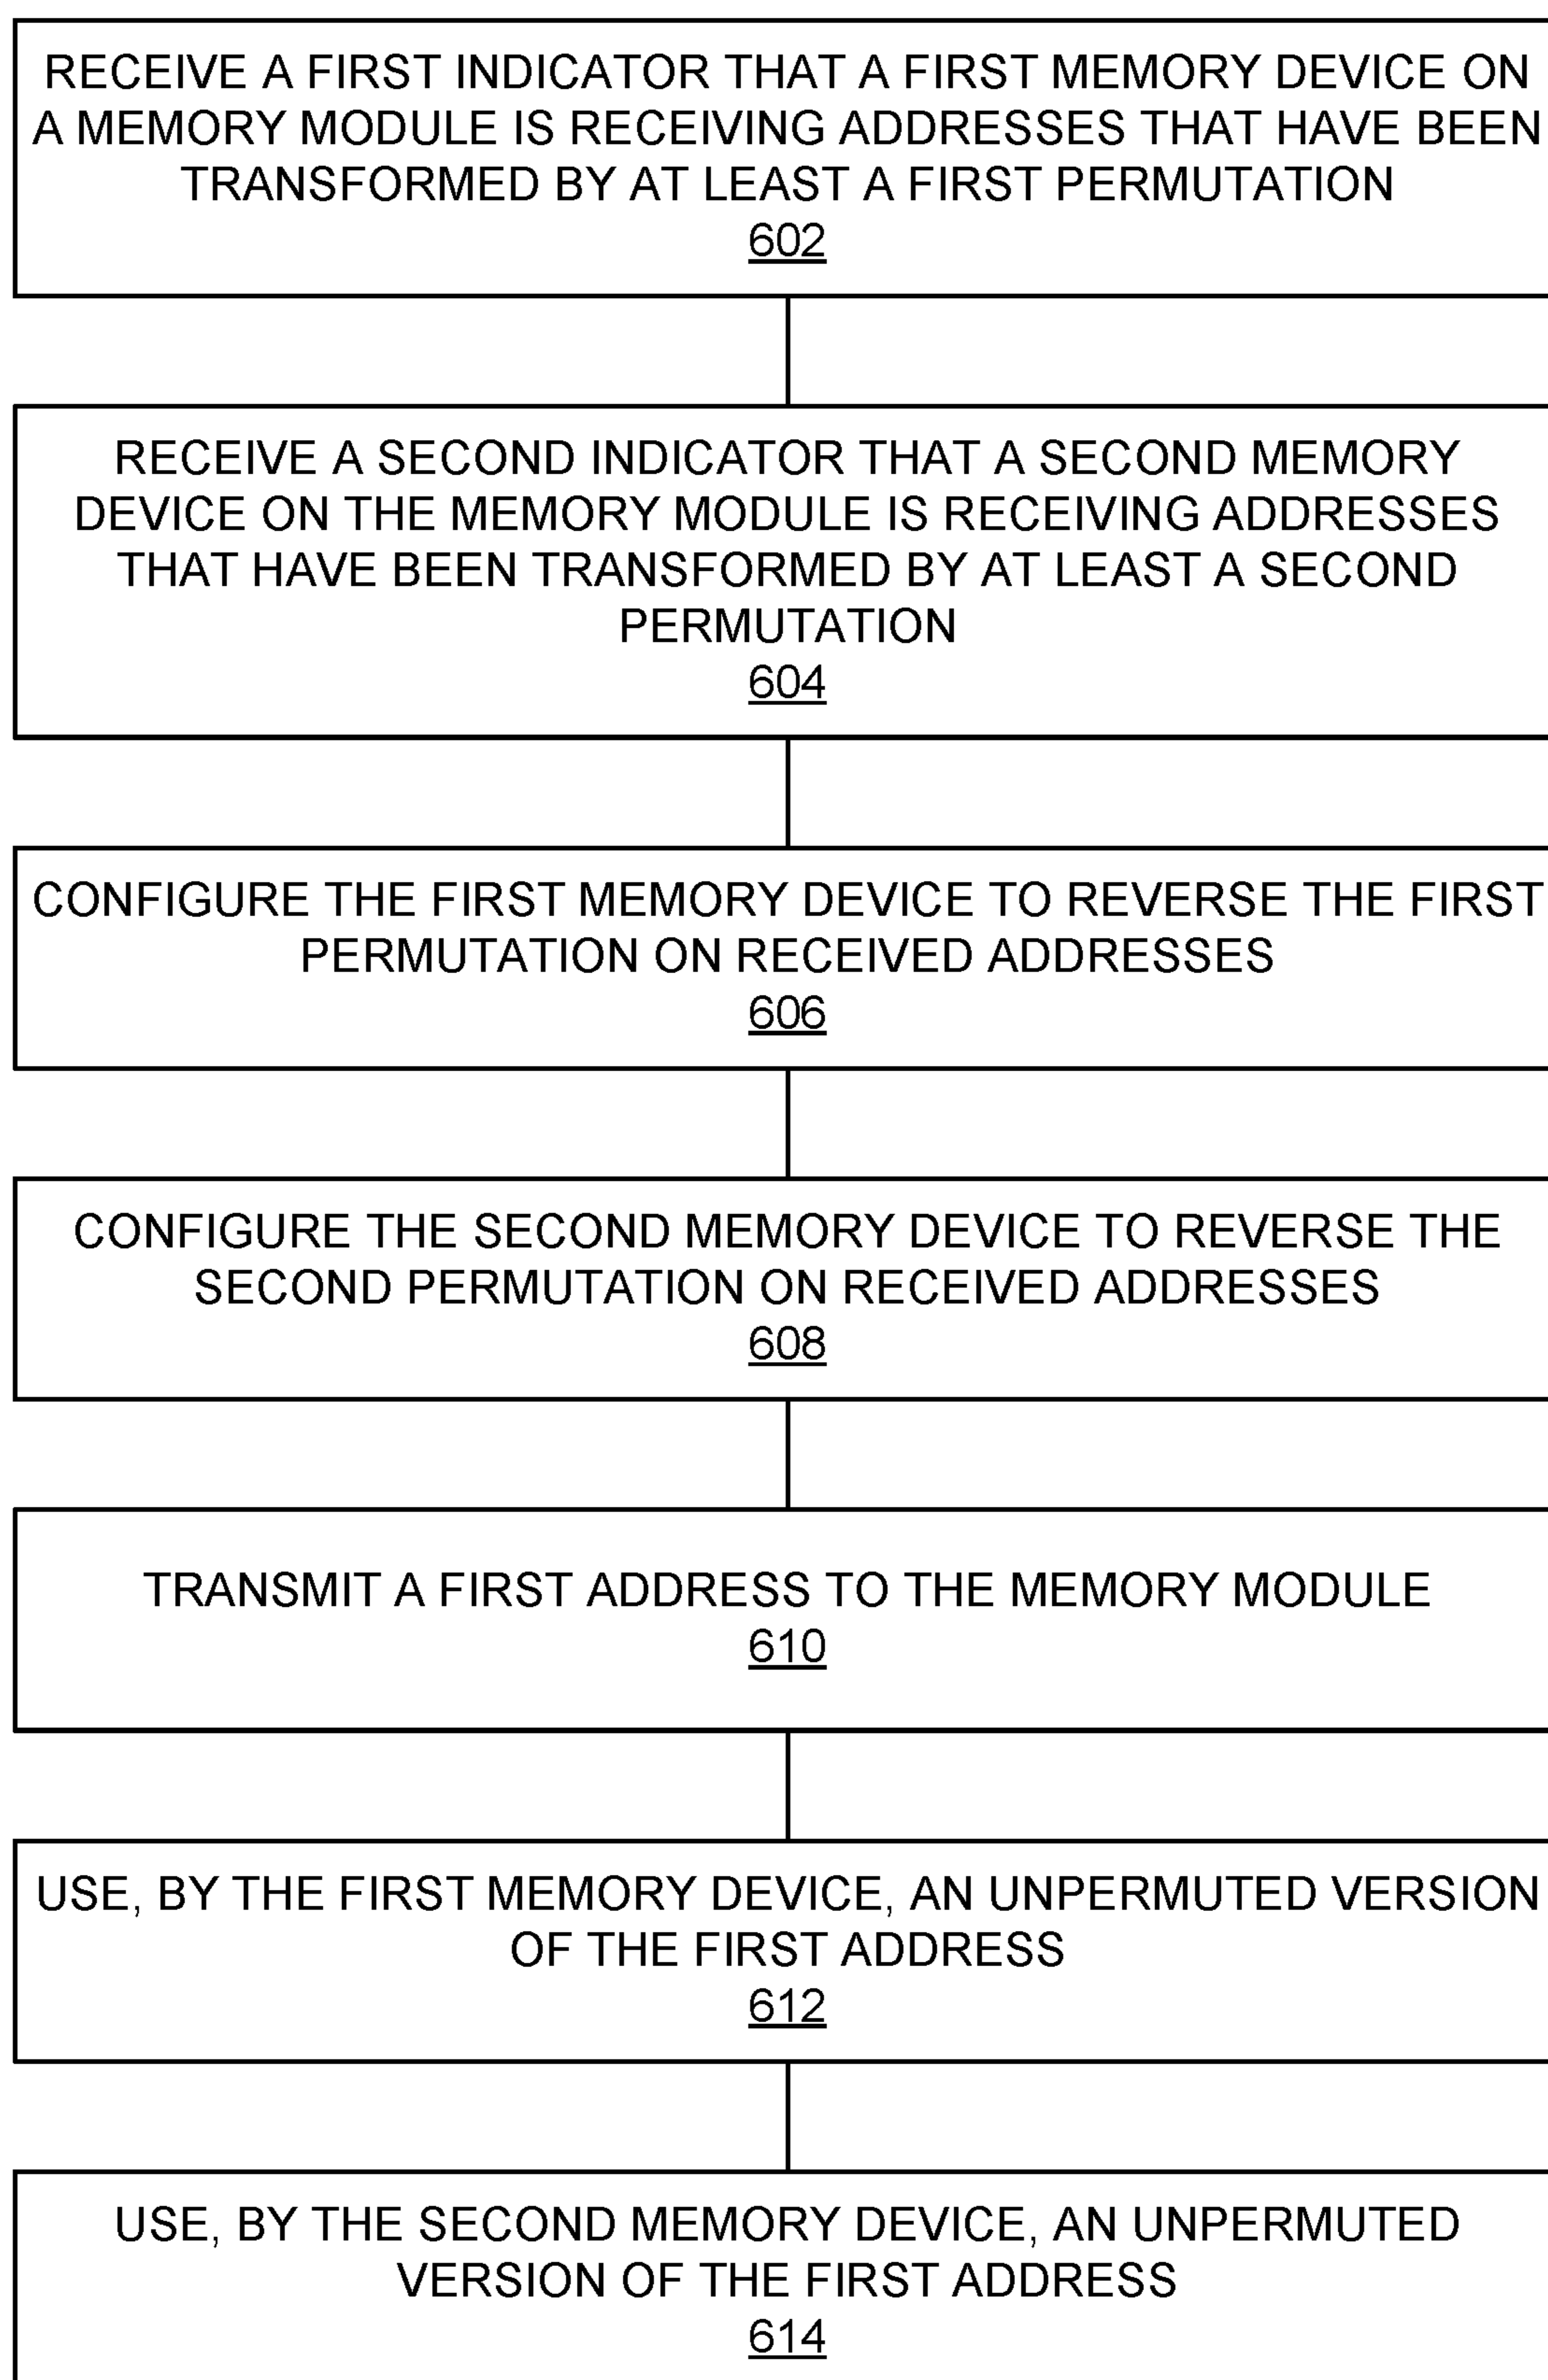 RECEIVE A FIRST INDICATOR THAT A FIRST MEMORY DEVICE ON
A MEMORY MODULE IS RECEIVING ADDRESSES THAT HAVE BEEN
TRANSFORMED BY AT LEAST A FIRST PERMUTATION
602
RECEIVE A SECOND INDICATOR THAT A SECOND MEMORY
DEVICE ON THE MEMORY MODULE IS RECEIVING ADDRESSES
THAT HAVE BEEN TRANSFORMED BY AT LEAST A SECOND
PERMUTATION
604
CONFIGURE THE FIRST MEMORY DEVICE TO REVERSE THE FIRST
PERMUTATION ON RECEIVED ADDRESSES
606
CONFIGURE THE SECOND MEMORY DEVICE TO REVERSE THE
SECOND PERMUTATION ON RECEIVED ADDRESSES
608
TRANSMIT A FIRST ADDRESS TO THE MEMORY MODULE
610
USE, BY THE FIRST MEMORY DEVICE, AN UNPERMUTED VERSION
OF THE FIRST ADDRESS
612
USE, BY THE SECOND MEMORY DEVICE, AN UNPERMUTED
VERSION OF THE FIRST ADDRESS
614